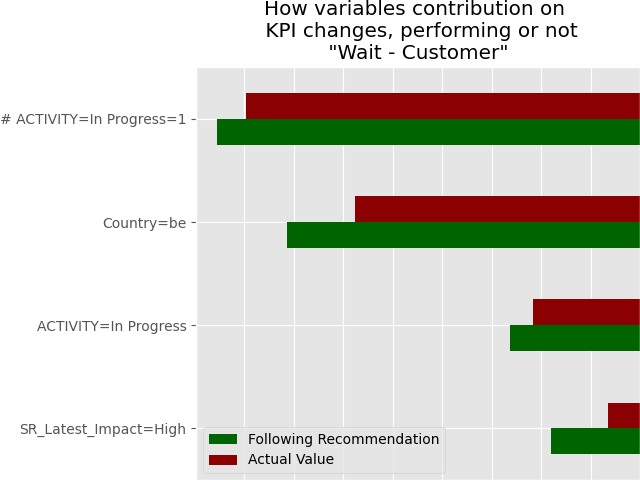 How variables contribution on
KPI changes, performing or not
"Wait - Customer"
# ACTIVITY=In Progress=1
Country=be
ACTIVITY=In Progress
SR_Latest_Impact=High
Following Recommendation
Actual Value